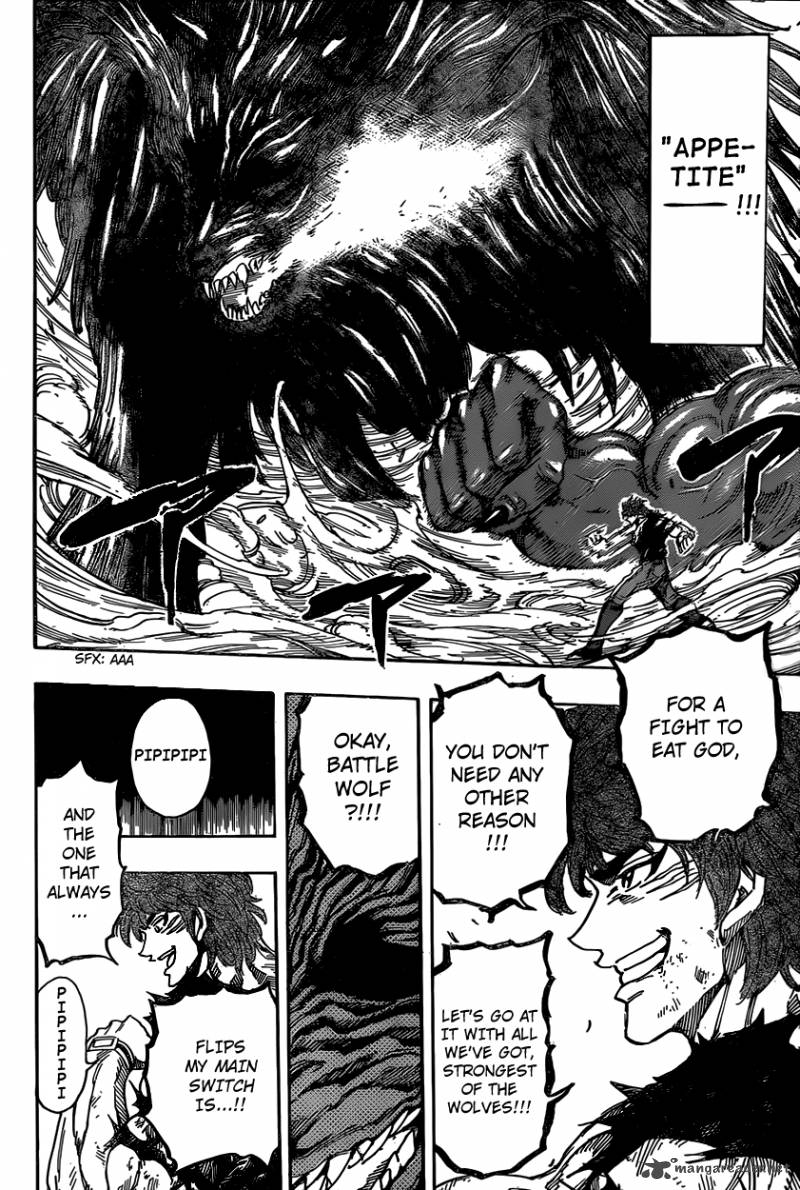 "APPE-
TITE"
!!!
SFX: AAA
FOR A
FIGHT TO
EAT GOD,
YOU DON'T
NEED ANY
OTHER
REASON
!!!
LET'S GO AT
IT WITH ALL
WE'VE GOT,
STRONGEST
OF THE
WOLVES!!!
OKAY,
BATTLE
WOLF
?!!!
PIPIPIPI
AND
THE
ONE
THAT
ALWAYS
...
FLIPS
MY MAIN
SWITCH
IS...!!
PIPIPIPI